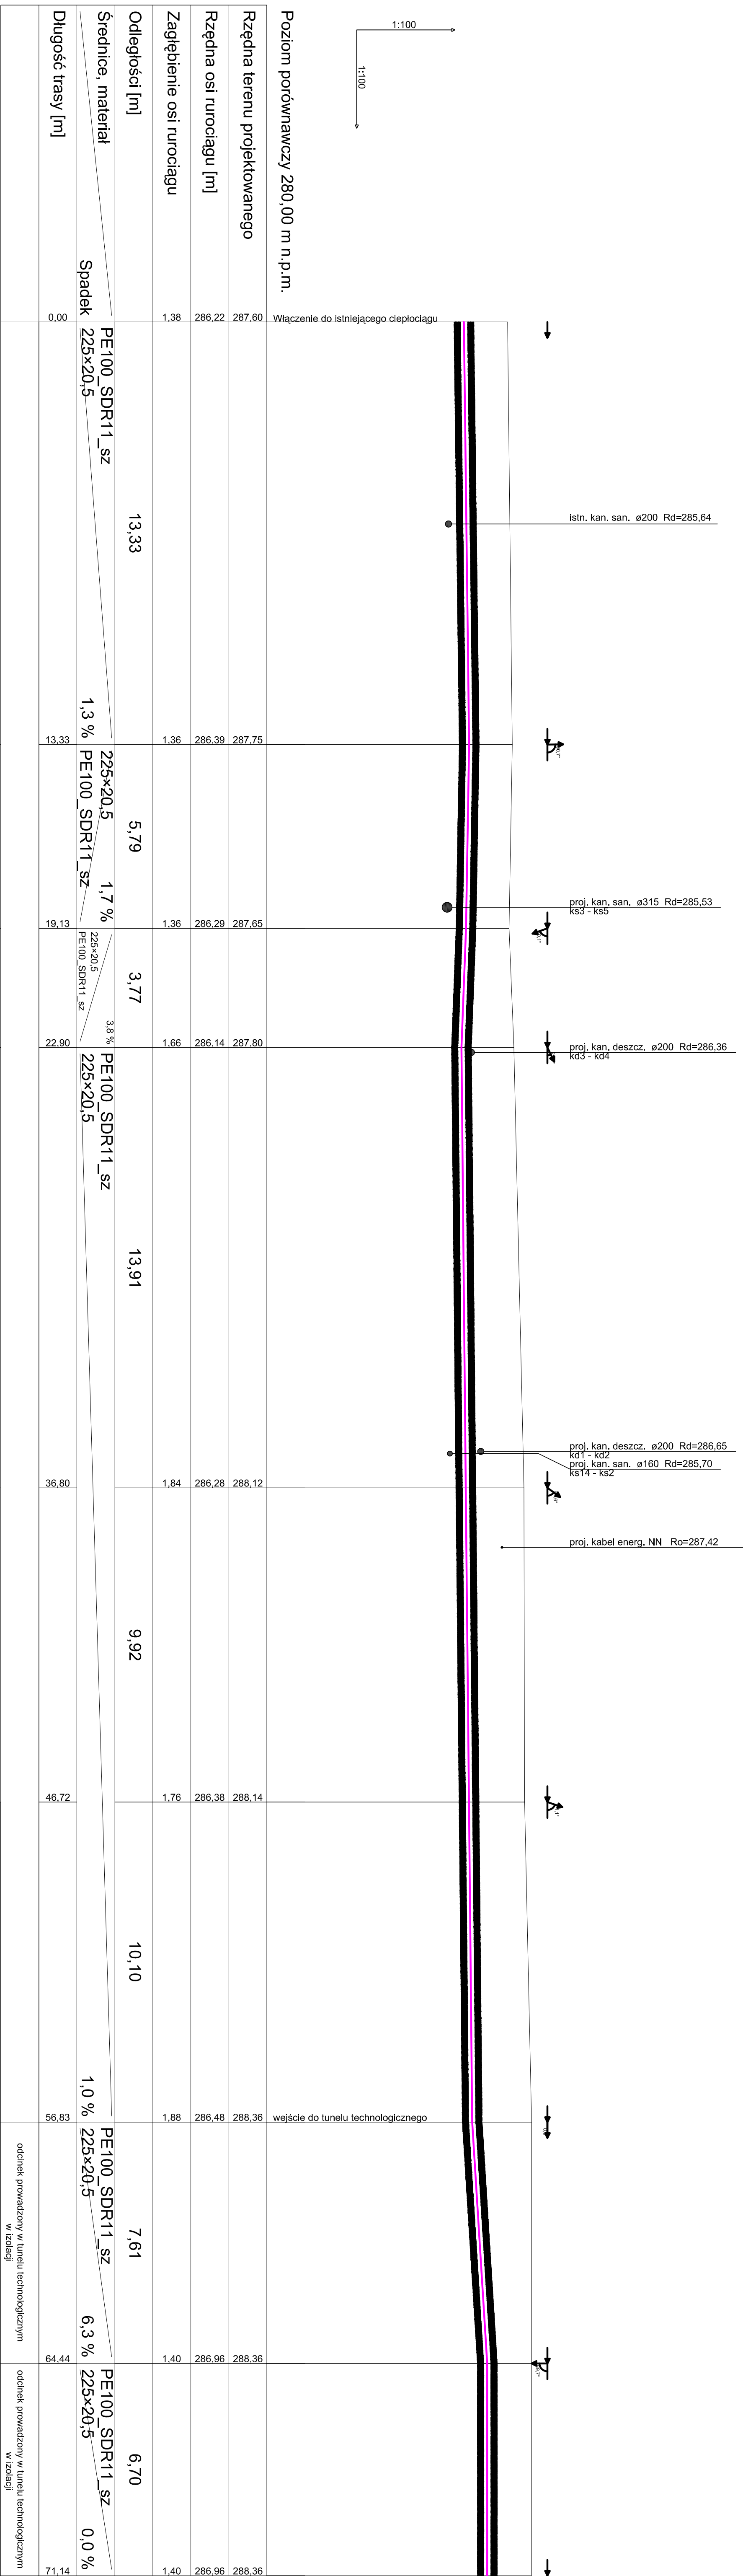 1:100
1:100
Poziom porównawczy 280,00 m n.p.m.
Rzędna terenu projektowanego
287,60
287,75
287,65
287,80
288,12
288,14
288,36
288,36
288,36
Rzędna osi rurociągu [m]
286,22
286,39
286,29
286,14
286,28
286,38
286,48
286,96
286,96
Zagłębienie osi rurociągu
1,38
1,36
1,36
1,66
1,84
1,76
1,88
1,40
1,40
Odległości [m]
13,33
5,79
3,77
13,91
9,92
10,10
7,61
6,70
Średnice, materiał
Spadek
PE100_SDR11_sz
225×20,5
1,3 %
225×20,5
PE100_SDR11_sz
1,7 %
225×20,5
PE100_SDR11_sz
3,8 %
PE100_SDR11_sz
225×20,5
1,0 %
PE100_SDR11_sz
225×20,5
6,3 %
PE100_SDR11_sz
225×20,5
0,0 %
Długość trasy [m]
0,00
13,33
19,13
22,90
36,80
46,72
56,83
64,44
71,14
odcinek prowadzony w tunelu technologicznym
w izolacji
odcinek prowadzony w tunelu technologicznym
w izolacji
Włączenie do istniejącego ciepłociągu
wejście do tunelu technologicznego
istn. kan. san. ø200 Rd=285,64
proj. kan. san. ø315 Rd=285,53
ks3 - ks5
proj. kan. deszcz. ø200 Rd=286,36
kd3 - kd4
proj. kan. deszcz. ø200 Rd=286,65
kd1 - kd2
proj. kan. san. ø160 Rd=285,70
ks14 - ks2
proj. kabel energ. NN Ro=287,42